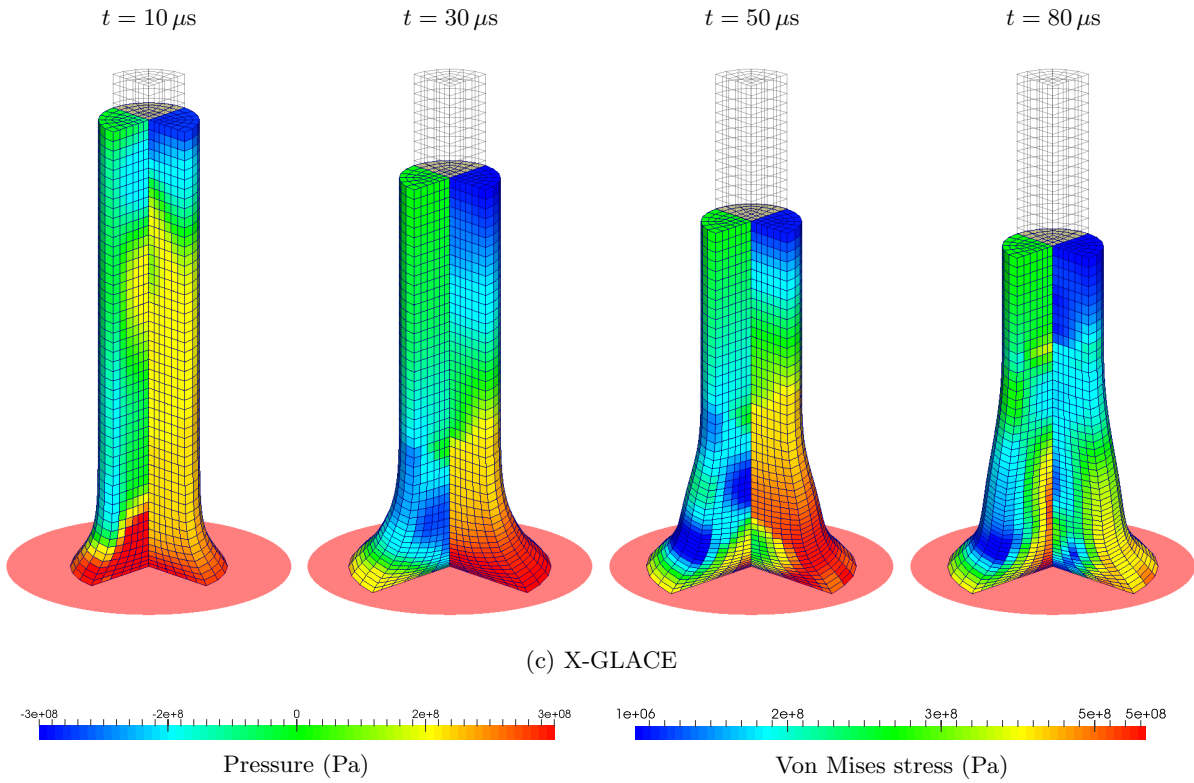 t = 10 μs t = 30 μs t = 50 μs t = 80 μs
(c) X-GLACE
-3e+08 -2e+8 0 2e+8 3e+08 1e+06 2e+8 3e+8 5e+8 5e+08
Pressure (Pa) Von Mises stress (Pa)